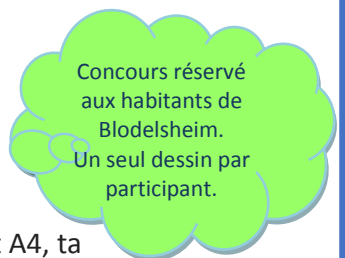 Concours réservé
aux habitants de
Blodelsheim.
Un seul dessin par
participant.
A4, ta